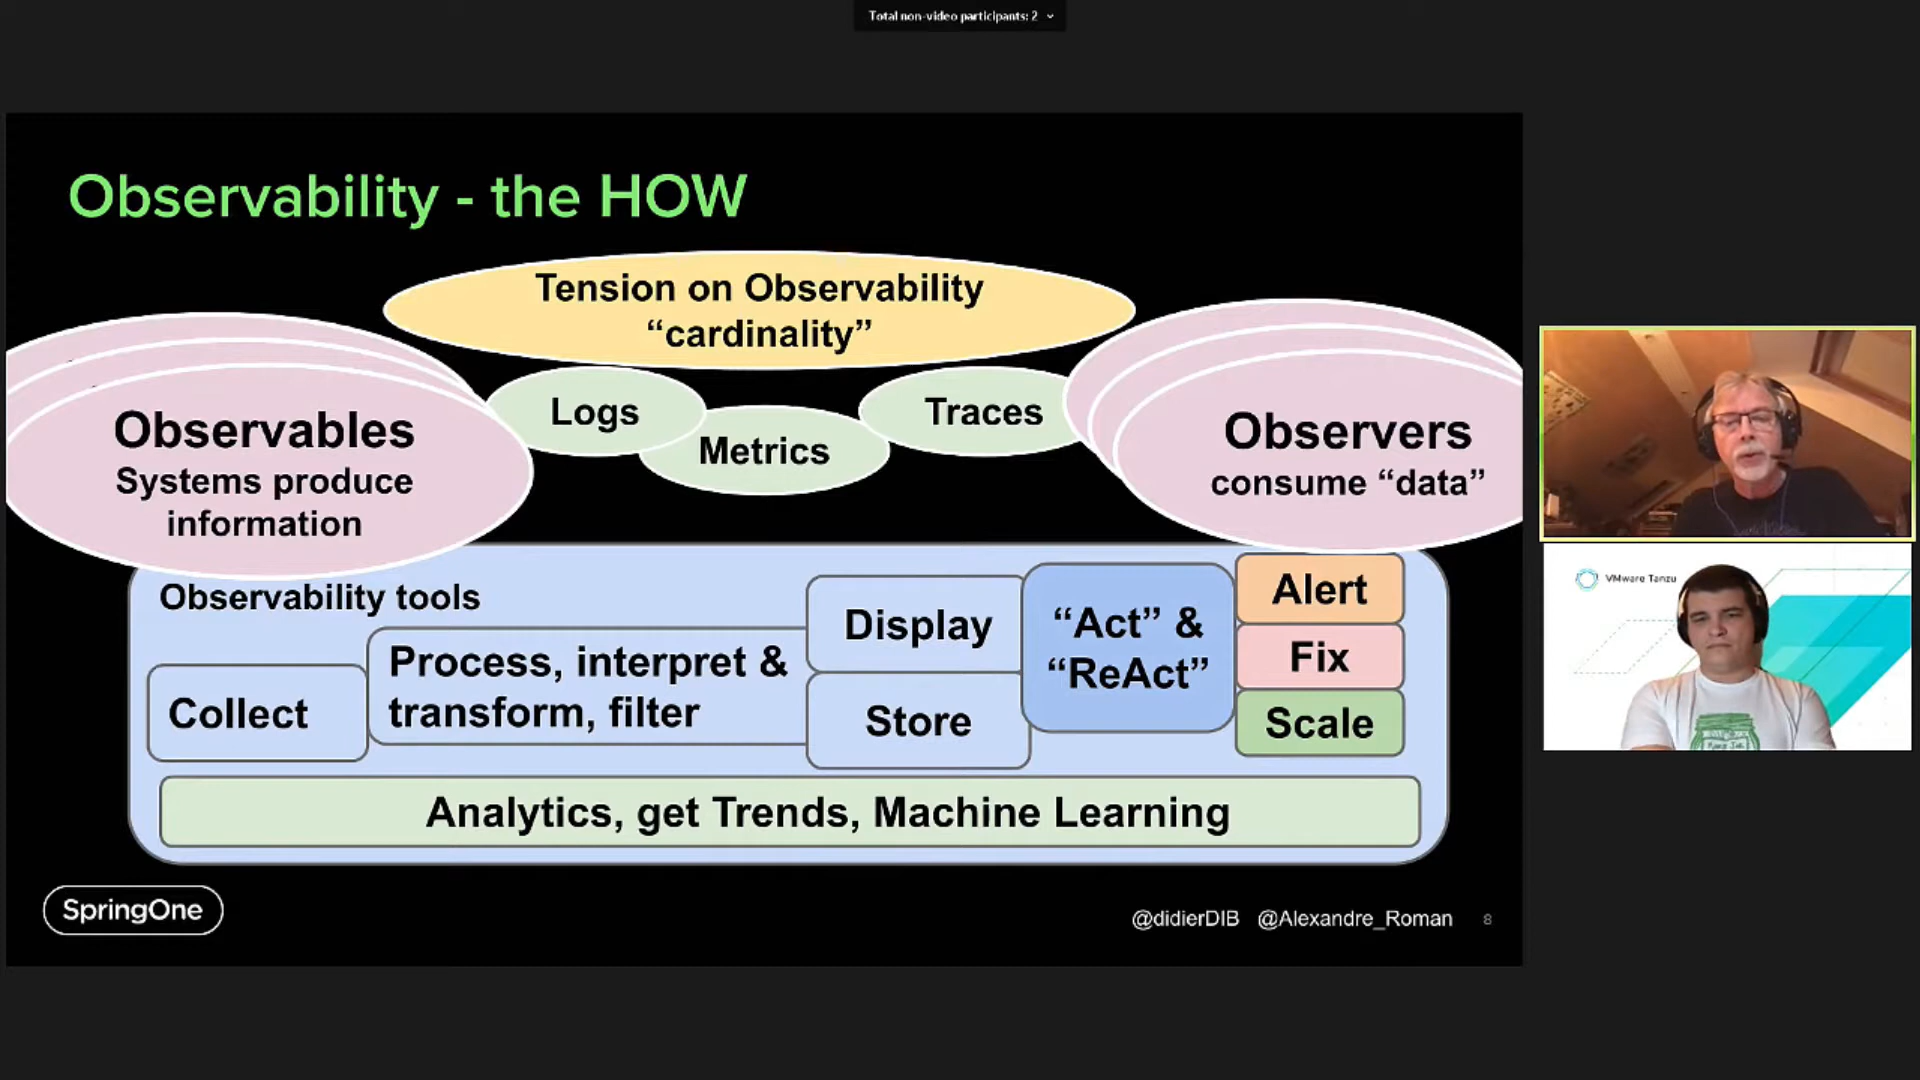 Total non-video participants: 2
Observability - the HOW
Tension on Observability
“cardinality”
Logs
Metrics
Traces
Observables
Systems produce
information
Observers
consume “data”
Observability tools
Collect
Process, interpret &
transform, filter
Display
Store
“Act” &
“ReAct”
Alert
Fix
Scale
Analytics, get Trends, Machine Learning
SpringOne
@didierDIB @Alexandre_Roman
8
VMware Tanzu